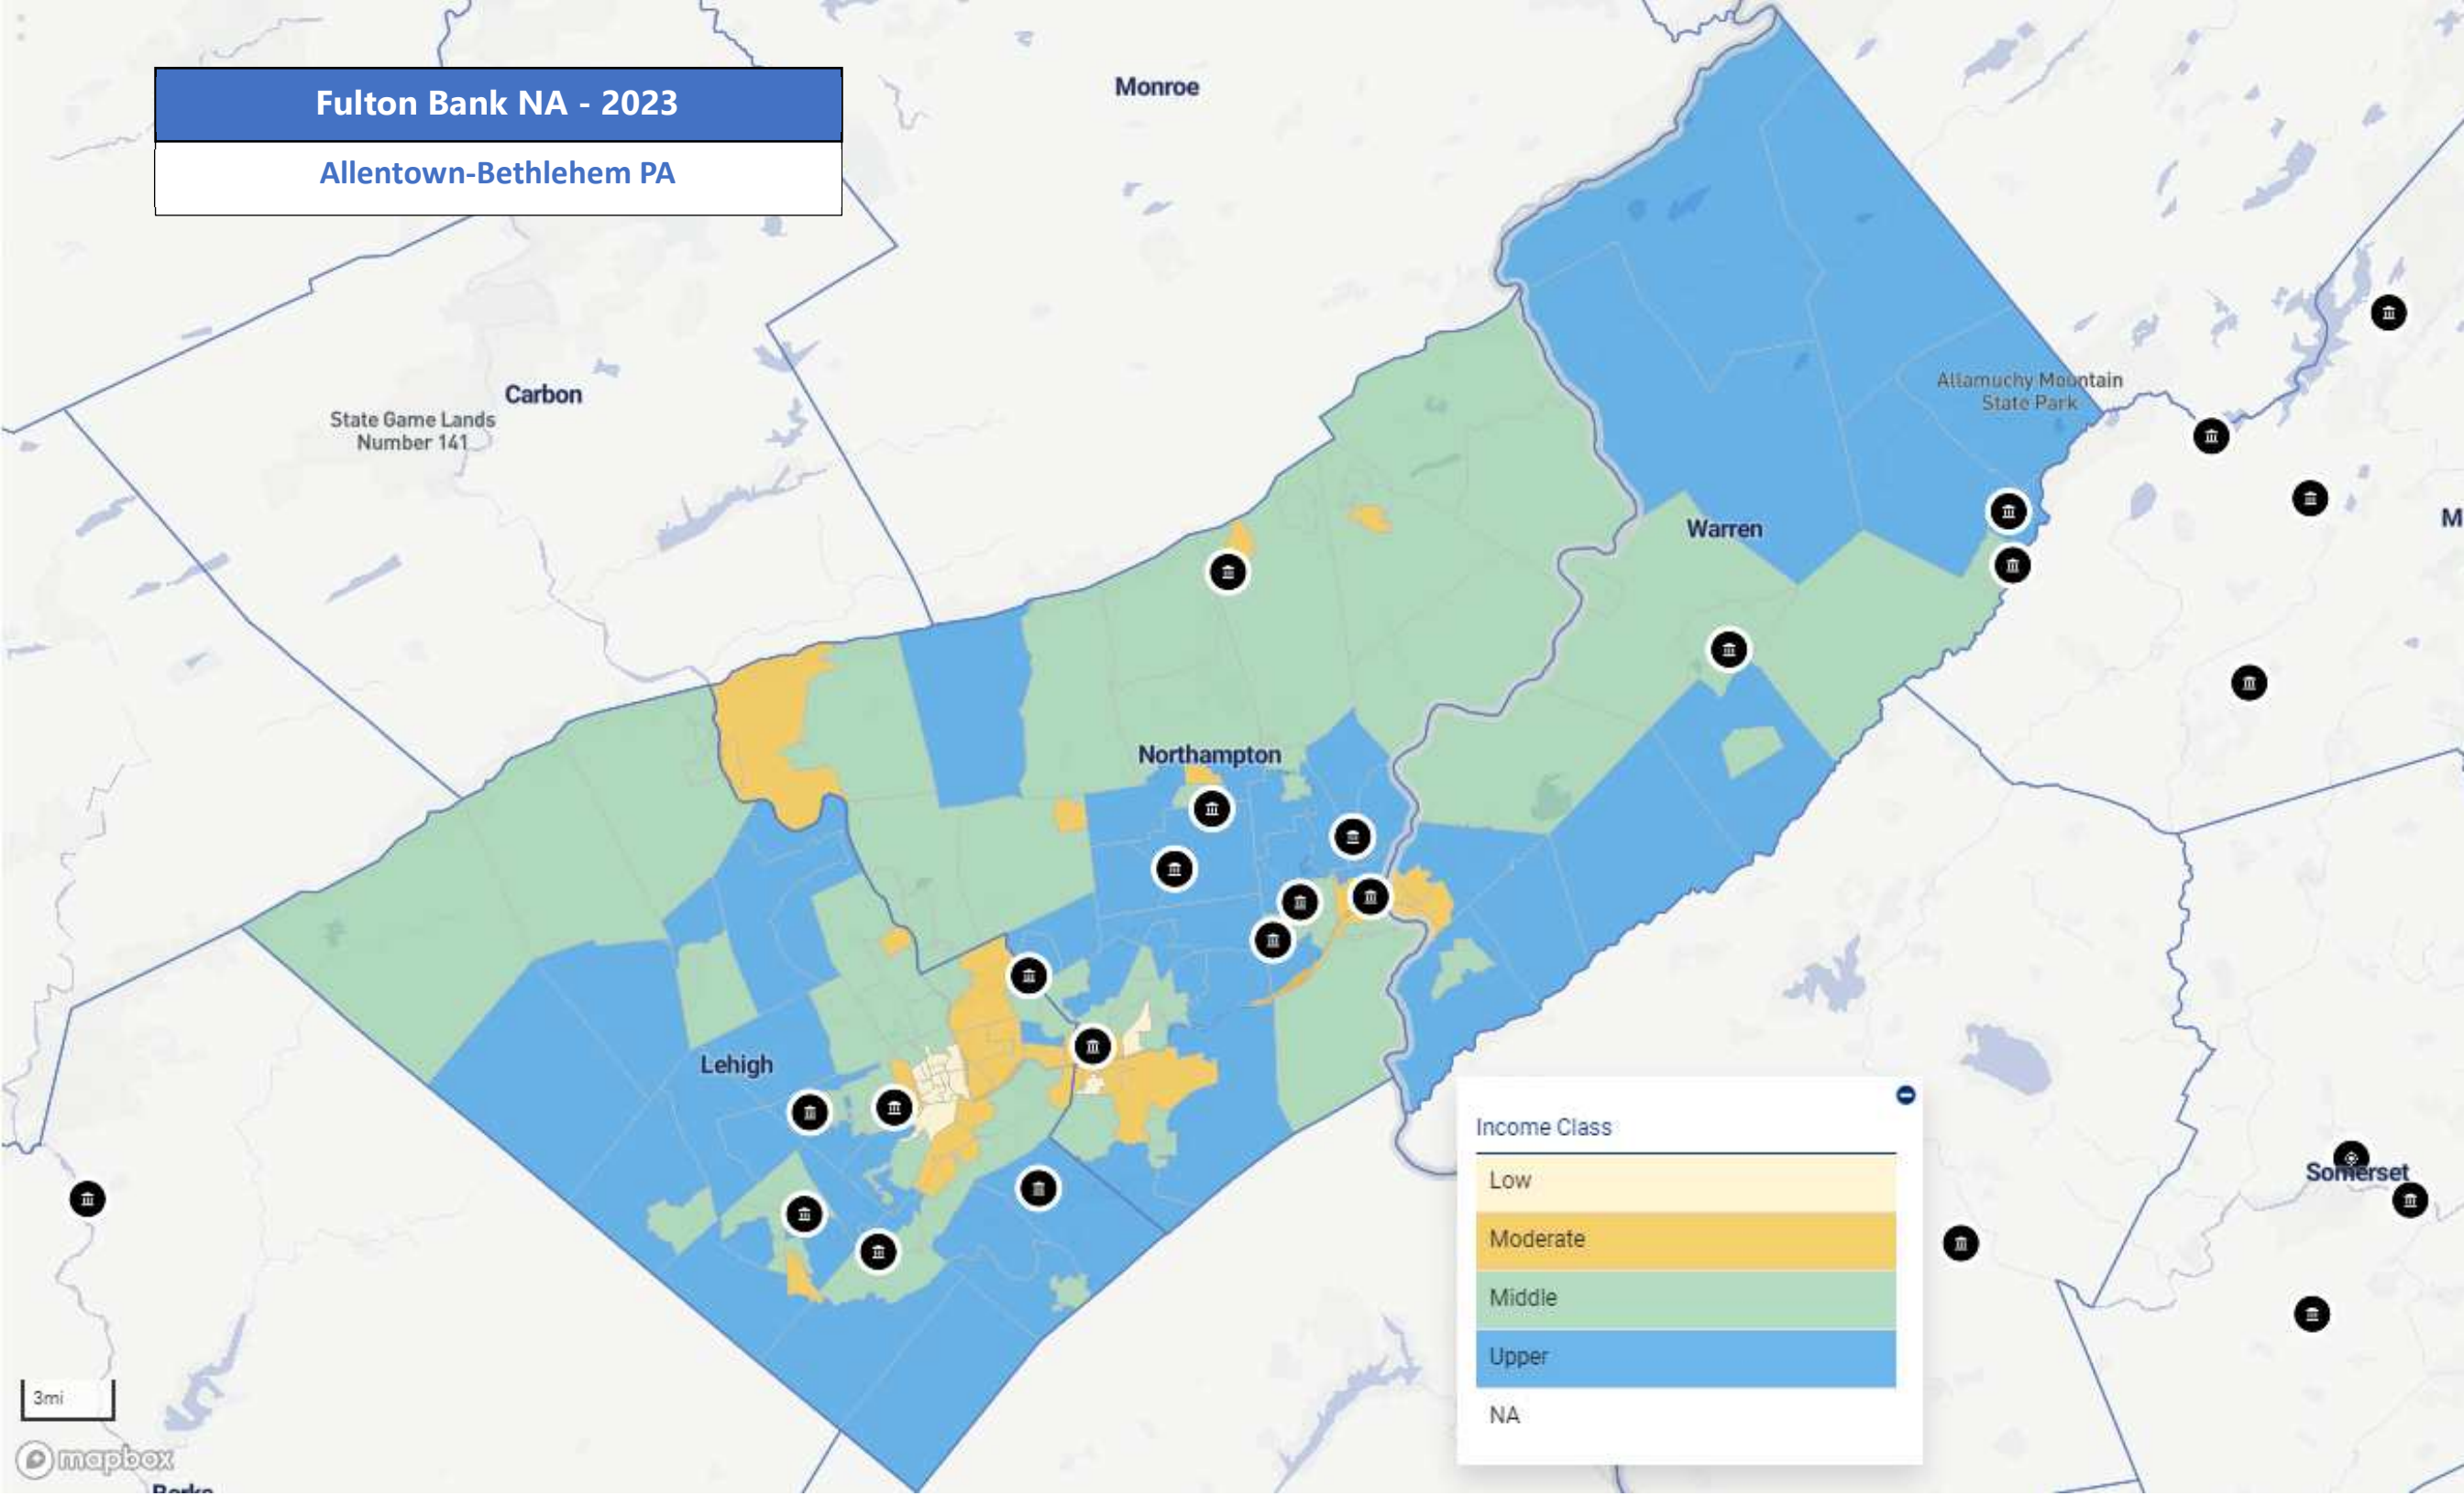 Fulton Bank NA - 2023
Allentown-Bethlehem PA
Monroe
Carbon
State Game Lands
Number 141
Allamuchy Mountain
State Park
Warren
M
Northampton
Lehigh
Income Class
Low
Moderate
Middle
Upper
NA
Somerset
3mi
mapbox
Berks